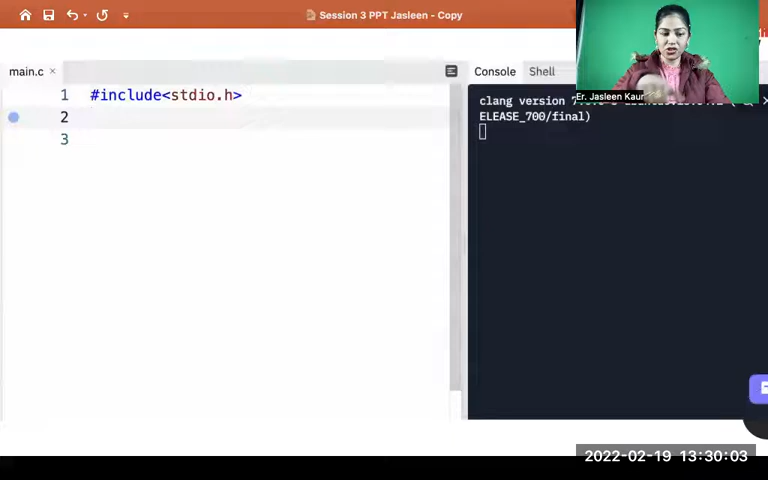 Session 3 PPT Jasleen - Copy
main.c ×
Console Shell
Er. Jasleen Kaur
1 #include<stdio.h>
2
3
clang version
ELEASE_700/final)
2022-02-19 13:30:03